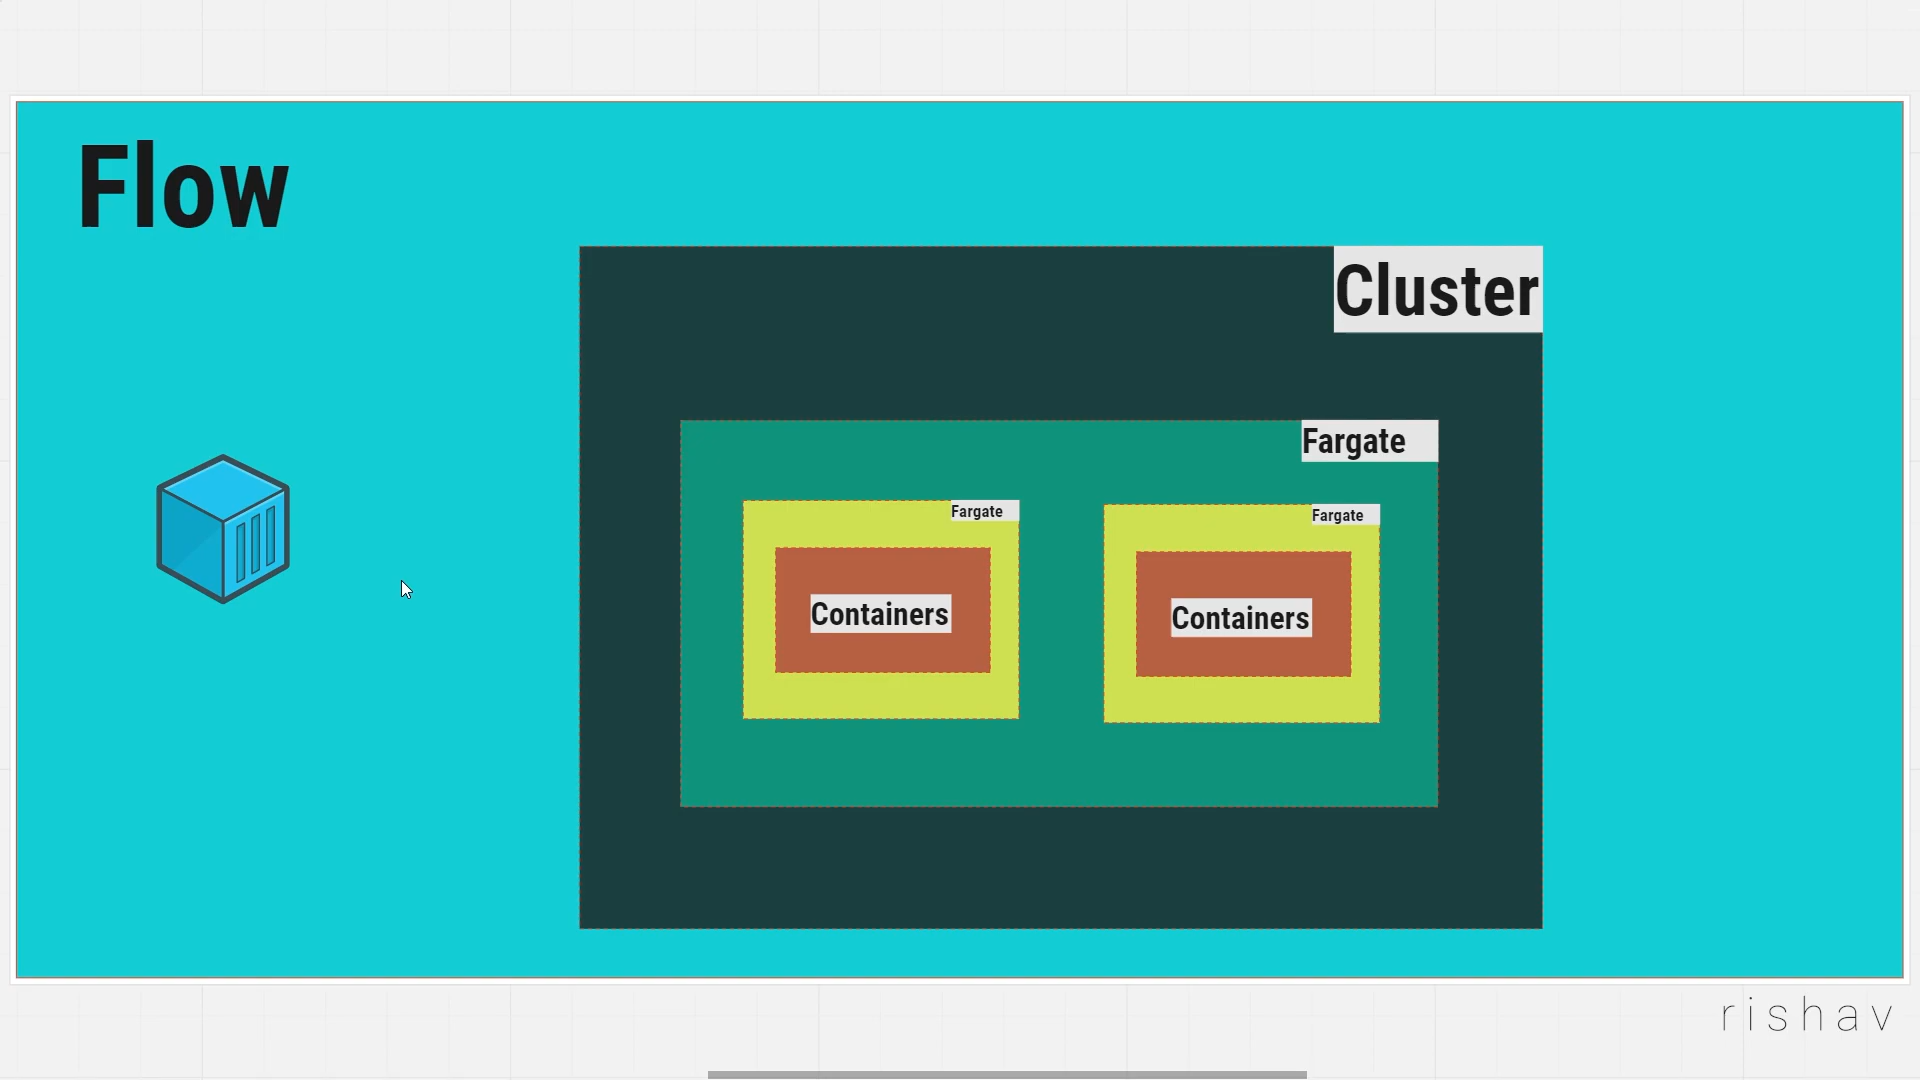 Flow
Cluster
Fargate
Fargate
Fargate
Containers
Containers
rishav